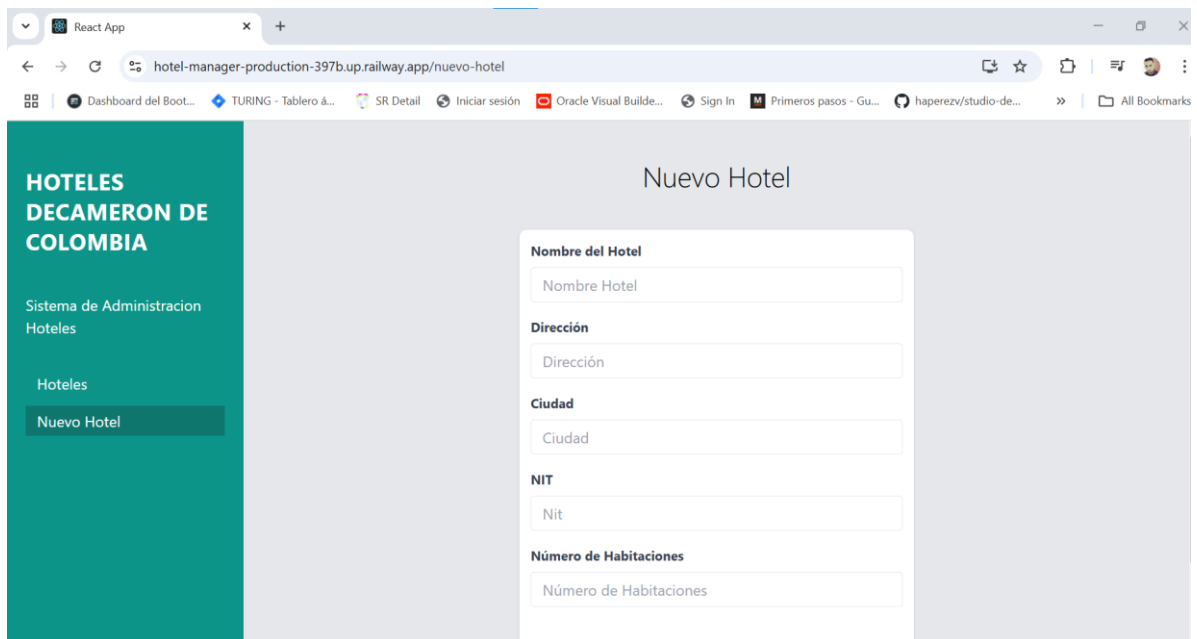 React App
hotel-manager-production-397b.up.railway.app/nuevo-hotel
Dashboard del Boot...
TURING - Tablero á...
SR Detail
Iniciar sesión
Oracle Visual Builde...
Sign In
Primeros pasos - Gu...
haperezv/studio-de...
All Bookmarks
HOTELES
DECAMERON DE
COLOMBIA
Sistema de Administracion
Hoteles
Hoteles
Nuevo Hotel
Nuevo Hotel
Nombre del Hotel
Nombre Hotel
Dirección
Dirección
Ciudad
Ciudad
NIT
Nit
Número de Habitaciones
Número de Habitaciones